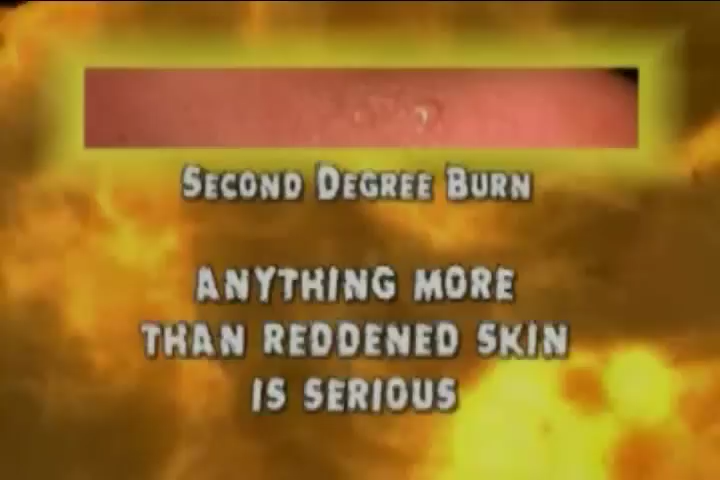 SECOND DEGREE BURN
ANYTHING MORE
THAN REDDENED SKIN
IS SERIOUS